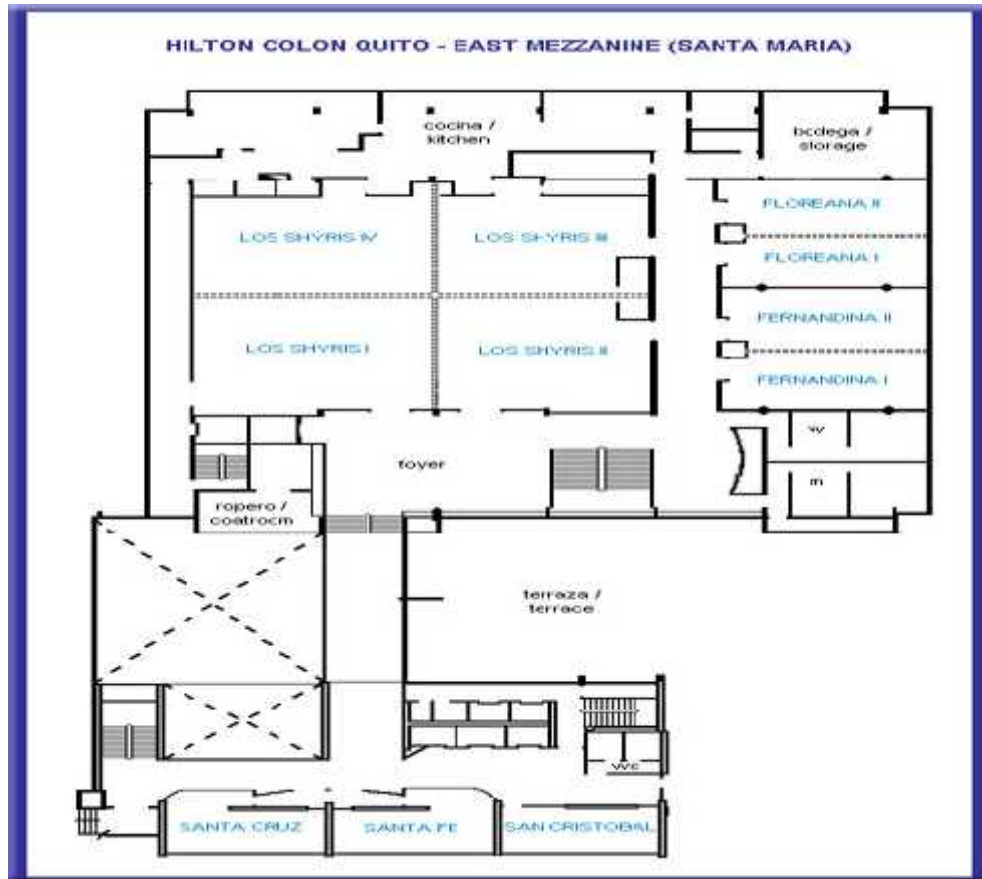 HILTON COLON QUITO - EAST MEZZANINE (SANTA MARIA)
cocina /
kitchen
bodega /
storage
FLOREANA II
LOS SHYRIS IV
LOS SHYRIS III
FLOREANA I
FERNANDINA II
LOS SHYRIS I
LOS SHYRIS II
FERNANDINA I
w
foyer
m
ropero /
coatroom
terraza /
terrace
wc
SANTA CRUZ
SANTA FE
SAN CRISTOBAL